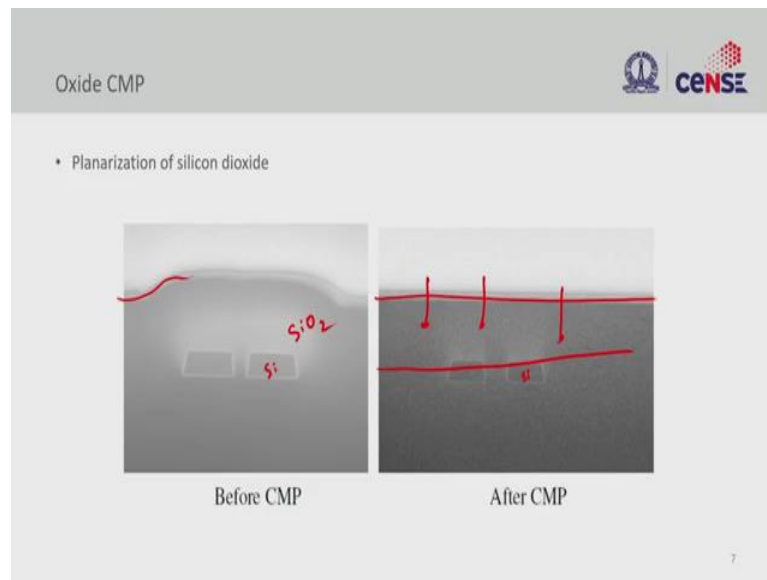 Oxide CMP
CeNSE
• Planarization of silicon dioxide
SiO2
Si
Si
Before CMP
After CMP
7